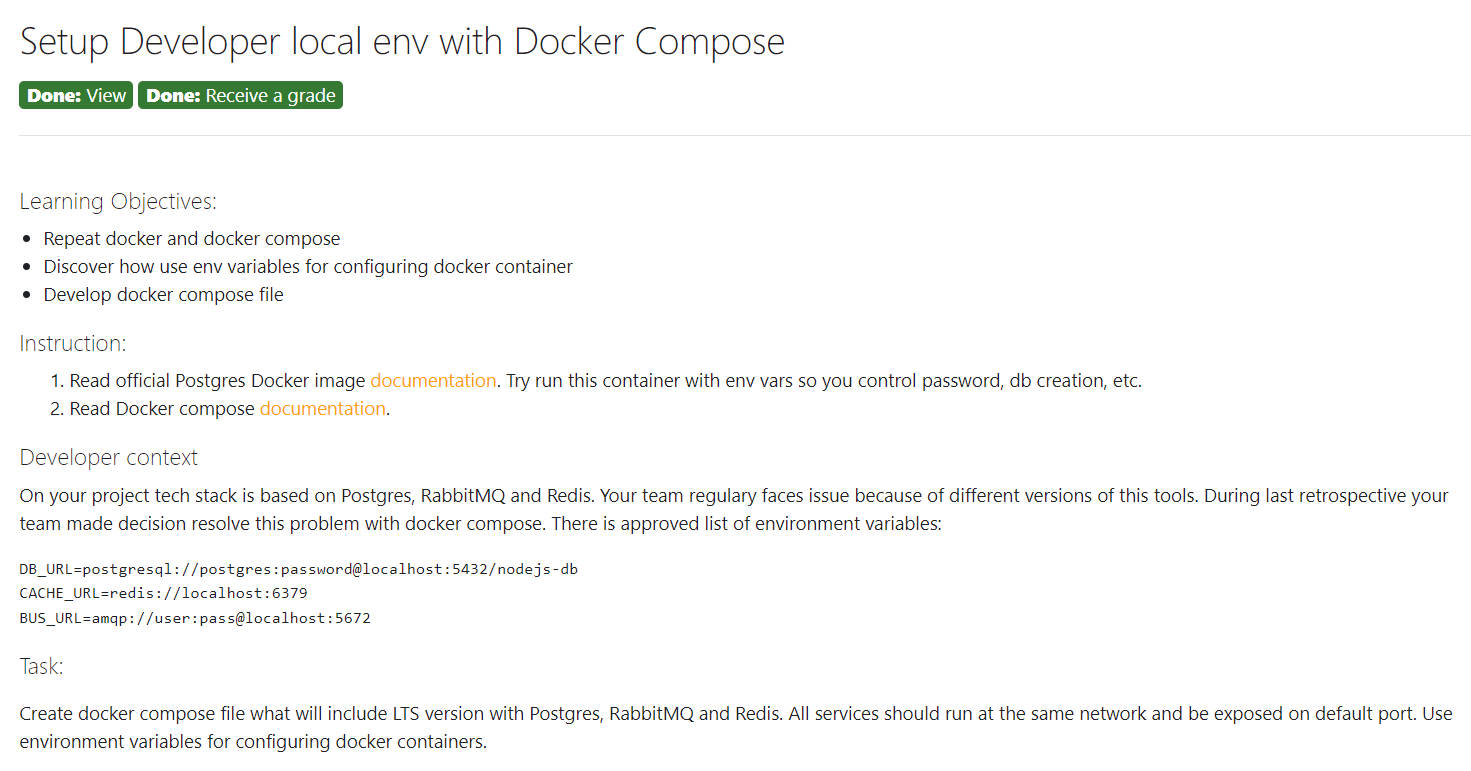 Setup Developer local env with Docker Compose
Done: View Done: Receive a grade
Learning Objectives:
Repeat docker and docker compose
Discover how use env variables for configuring docker container
Develop docker compose file
Instruction:
1. Read official Postgres Docker image documentation. Try run this container with env vars so you control password, db creation, etc.
2. Read Docker compose documentation.
Developer context
On your project tech stack is based on Postgres, RabbitMQ and Redis. Your team regulary faces issue because of different versions of this tools. During last retrospective your
team made decision resolve this problem with docker compose. There is approved list of environment variables:
DB_URL=postgresql://postgres:password@localhost:5432/nodejs-db
CACHE_URL=redis://localhost:6379
BUS_URL=amqp://user:pass@localhost:5672
Task:
Create docker compose file what will include LTS version with Postgres, RabbitMQ and Redis. All services should run at the same network and be exposed on default port. Use
environment variables for configuring docker containers.